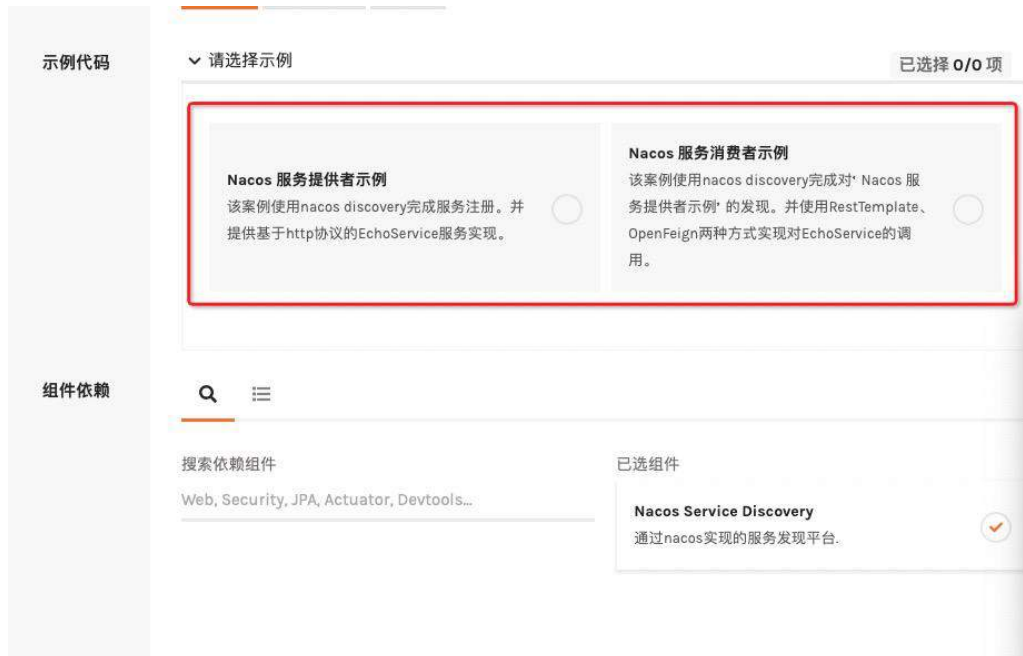 示例代码
请选择示例
已选择 0/0 项
Nacos 服务提供者示例
该案例使用nacos discovery完成服务注册。并
提供基于http协议的EchoService服务实现。
Nacos 服务消费者示例
该案例使用nacos discovery完成对‘ Nacos 服
务提供者示例’ 的发现。并使用RestTemplate、
OpenFeign两种方式实现对EchoService的调
用。
组件依赖
搜索依赖组件
Web, Security, JPA, Actuator, Devtools...
已选组件
Nacos Service Discovery
通过nacos实现的服务发现平台.